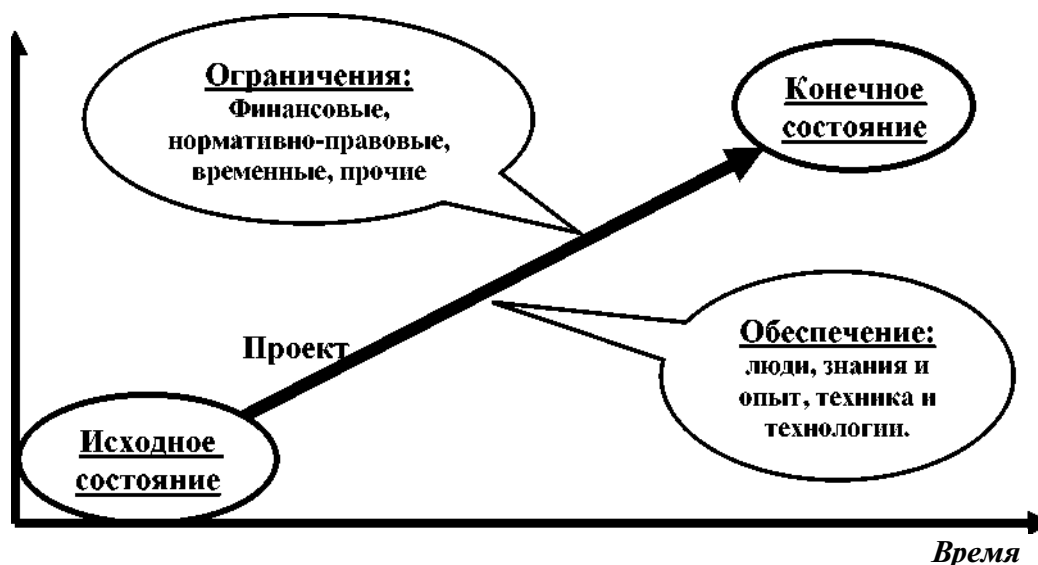 Ограничения:
Финансовые,
нормативно-правовые,
временные, прочие
Конечное
состояние
Проект
Обеспечение:
люди, знания и
опыт, техника и
технологии.
Исходное
состояние
Время